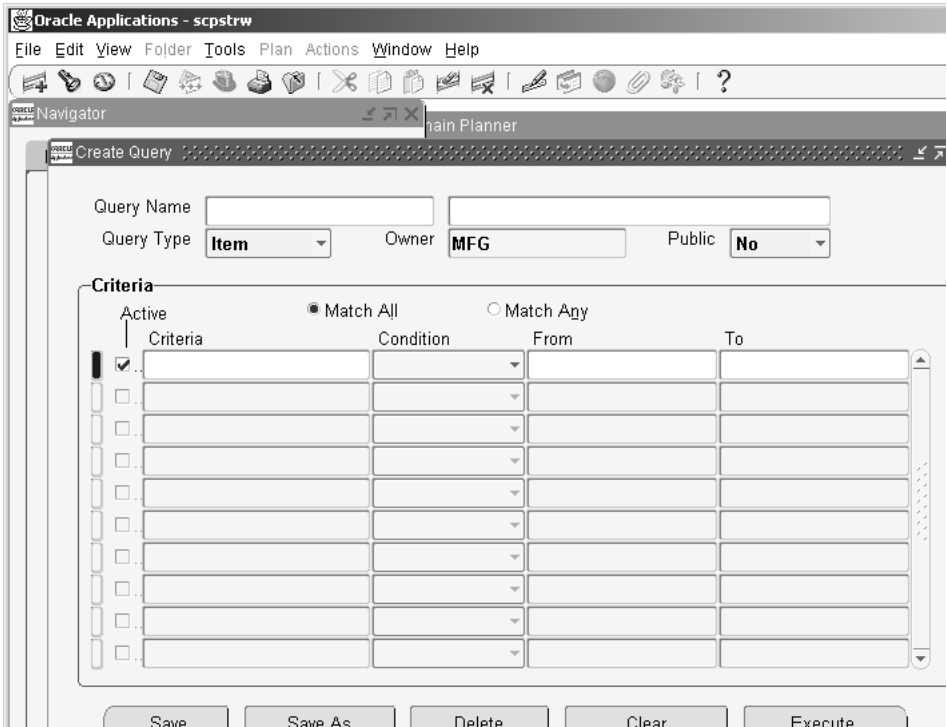 Oracle Applications - scpstrw
File Edit View Folder Tools Plan Actions Window Help
?
Navigator
hain Planner
Create Query
Query Name
Query Type Item Owner MFG Public No
Criteria
Active Match All Match Any
Criteria Condition From To
Save Save As Delete Clear Execute